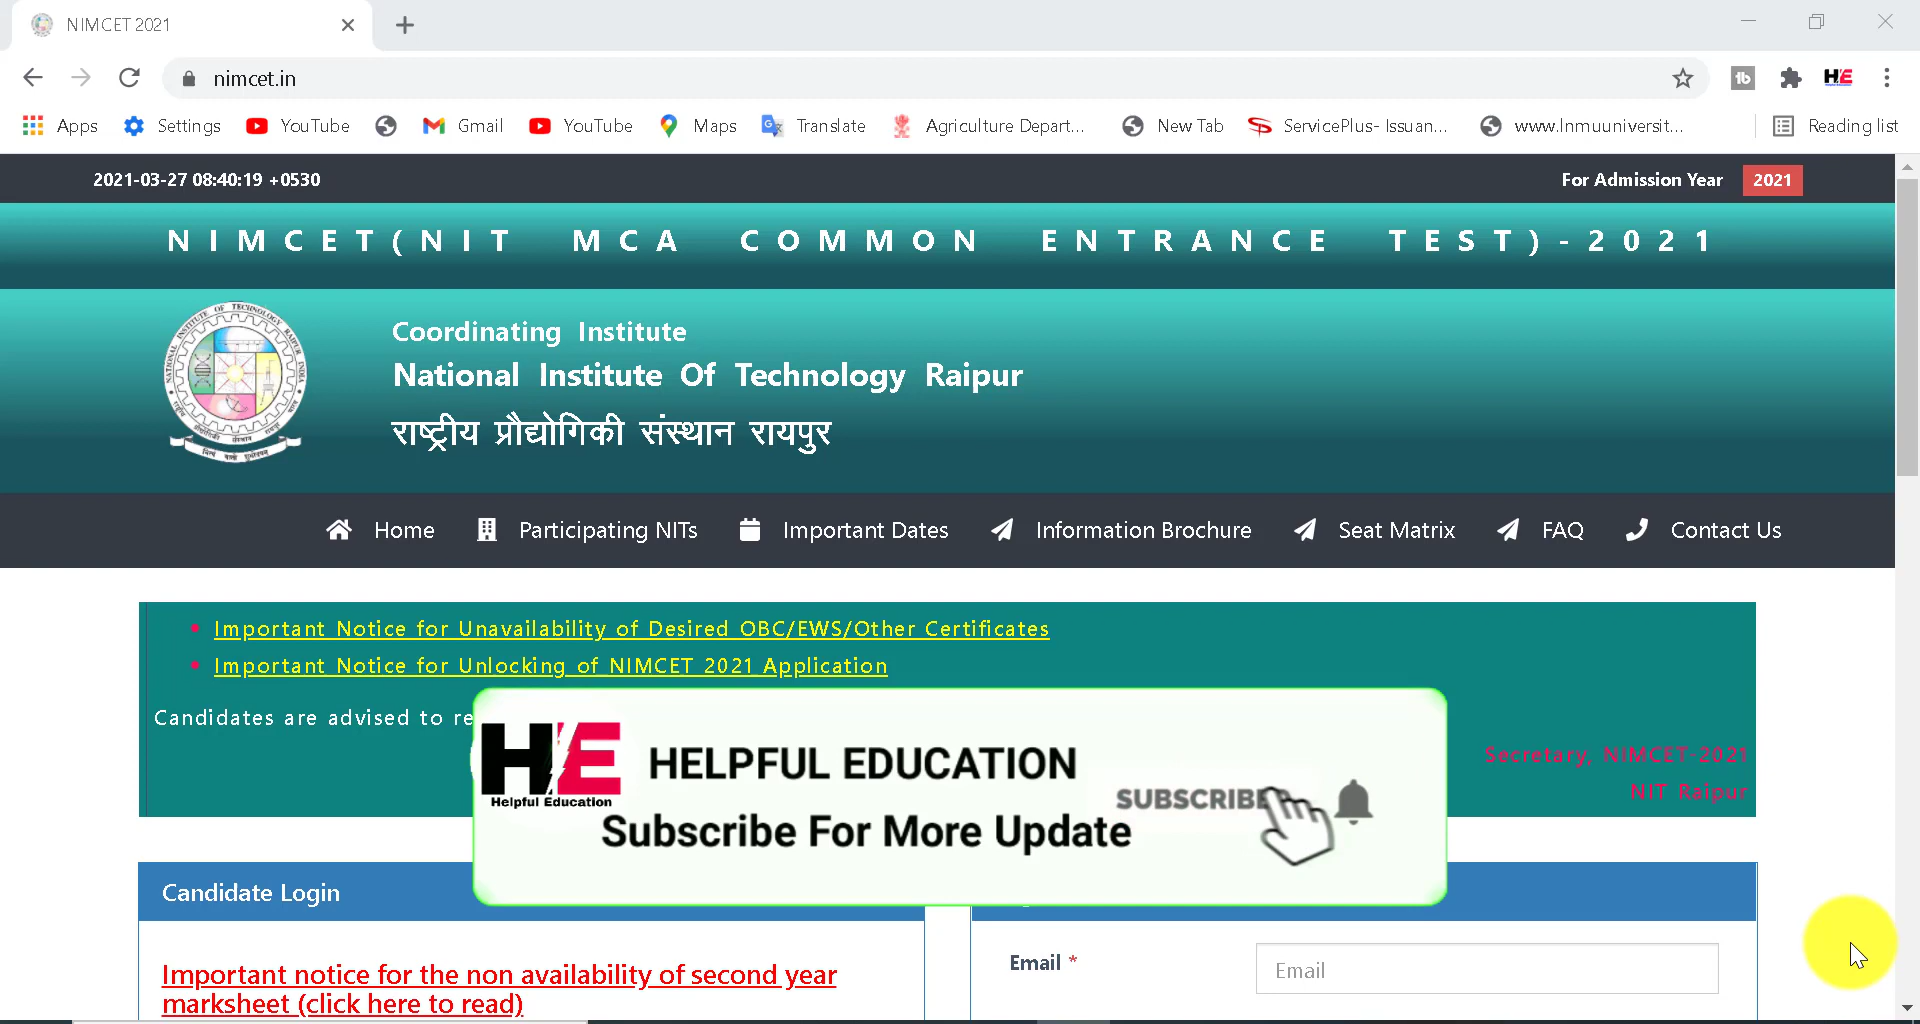 NIMCET 2021
nimcet.in
Apps Settings YouTube Gmail YouTube Maps Translate Agriculture Depart... New Tab ServicePlus- Issuan... www.lnmuuniversit... Reading list
2021-03-27 08:40:19 +0530 For Admission Year 2021
NIMCET(NIT MCA COMMON ENTRANCE TEST)-2021
Coordinating Institute
National Institute Of Technology Raipur
राष्ट्रीय प्रौद्योगिकी संस्थान रायपुर
Home Participating NITs Important Dates Information Brochure Seat Matrix FAQ Contact Us
Important Notice for Unavailability of Desired OBC/EWS/Other Certificates
Important Notice for Unlocking of NIMCET 2021 Application
Candidates are advised to re
Secretary, NIMCET-2021
NIT Raipur
HE
Helpful Education
HELPFUL EDUCATION
SUBSCRIBE
Subscribe For More Update
Candidate Login
Important notice for the non availability of second year
marksheet (click here to read)
Email * Email